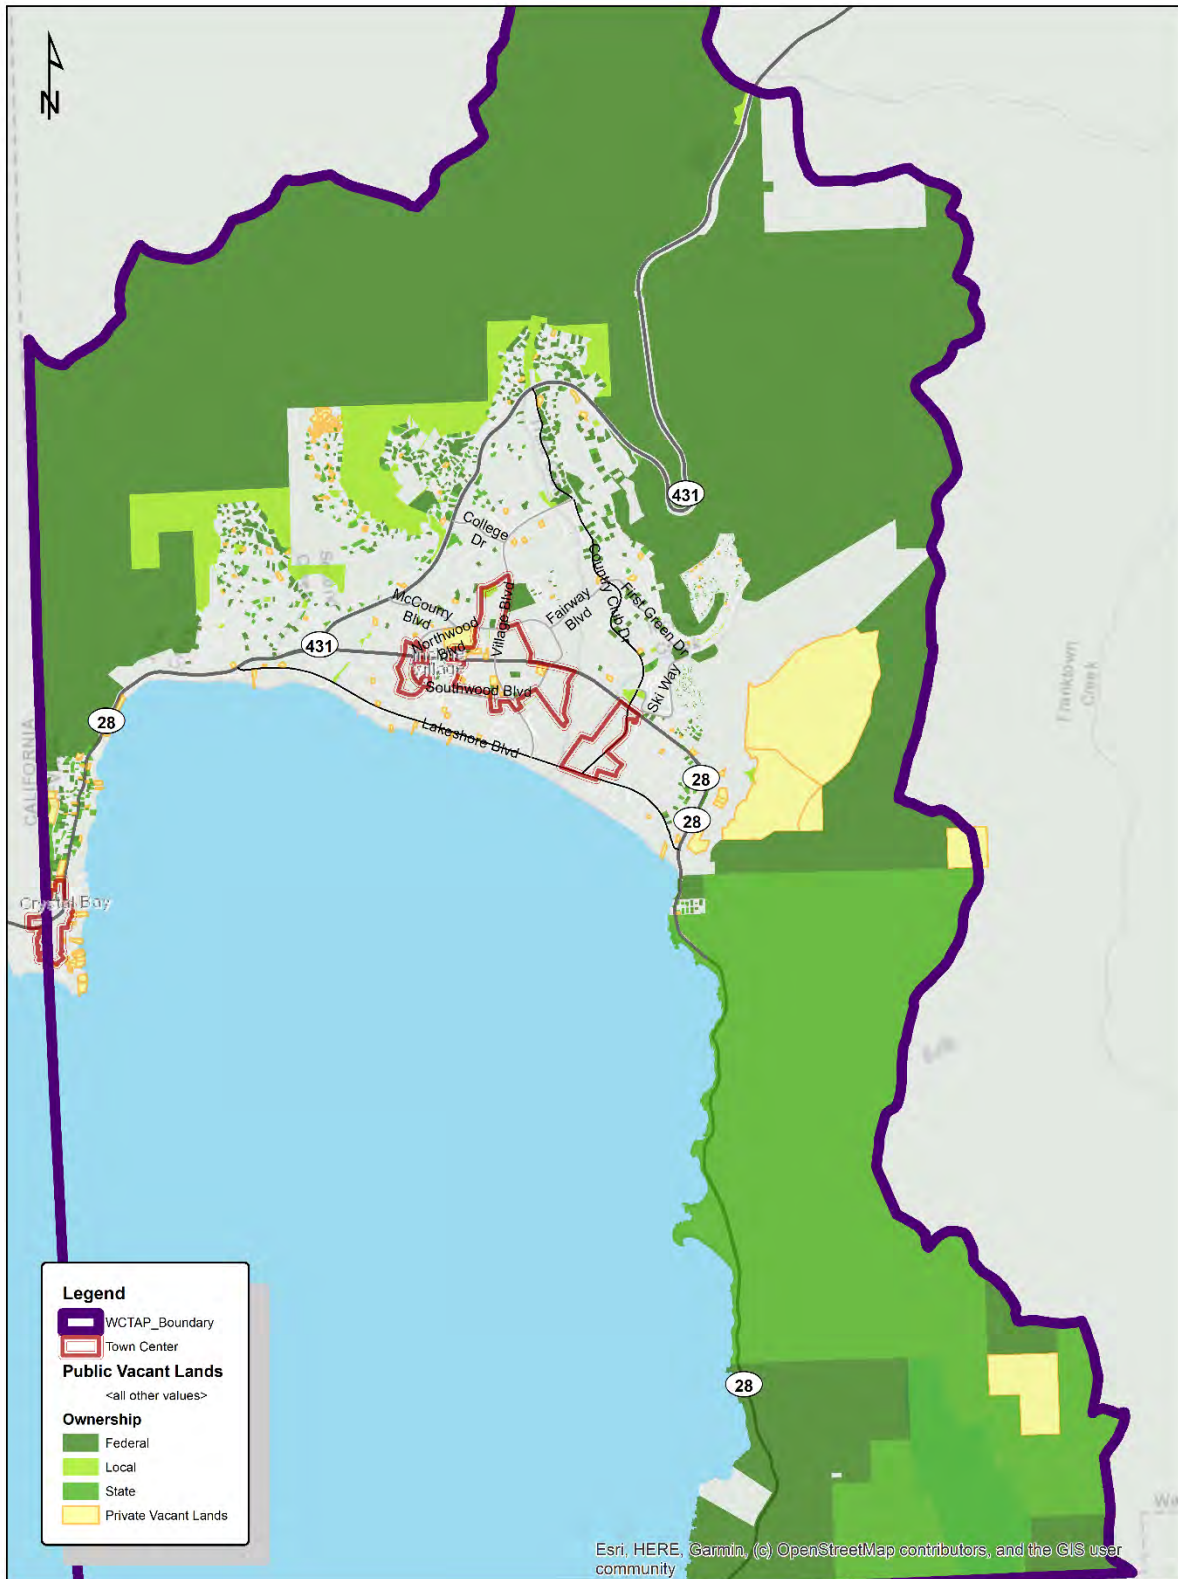 N
431
College
Dr
McCourry
Blvd
Northwood
Blvd
Village Blvd
Fairway
Blvd
Country Club Dr
First Green Dr
Ski Way
431
Village
Southwood Blvd
Lakeshore Blvd
28
28
28
CALIFORNIA
Crystal Bay
Franktown
Creek
28
Legend
WCTAP_Boundary
Town Center
Public Vacant Lands
<all other values>
Ownership
Federal
Local
State
Private Vacant Lands
Esri, HERE, Garmin, (c) OpenStreetMap contributors, and the GIS user
community